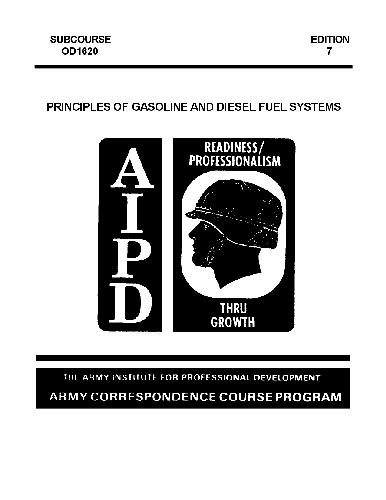 SUBCOURSE EDITION
OD1620 7
PRINCIPLES OF GASOLINE AND DIESEL FUEL SYSTEMS
AIPD
READINESS/
PROFESSIONALISM
THRU
GROWTH
THE ARMY INSTITUTE FOR PROFESSIONAL DEVELOPMENT
ARMY CORRESPONDENCE COURSE PROGRAM